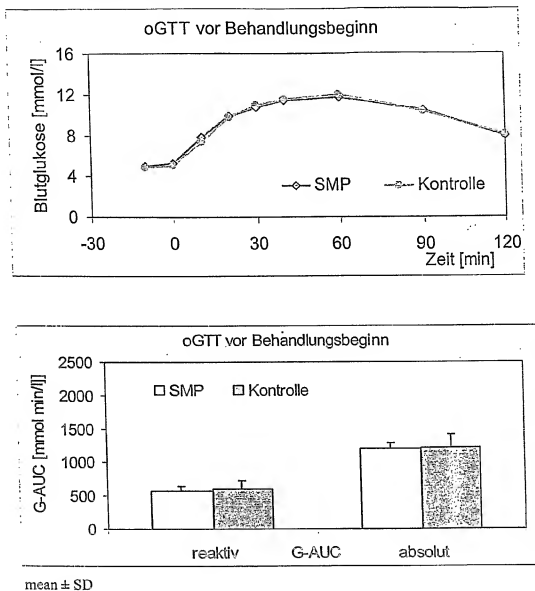 oGTT vor Behandlungsbeginn
Blutglukose [mmol/l]
16
12
8
4
0
SMP
Kontrolle
-30 0 30 60 90 120
Zeit [min]
oGTT vor Behandlungsbeginn
G-AUC [mmol min/l]]
2500
2000
1500
1000
500
0
SMP
Kontrolle
reaktiv G-AUC absolut
mean ± SD